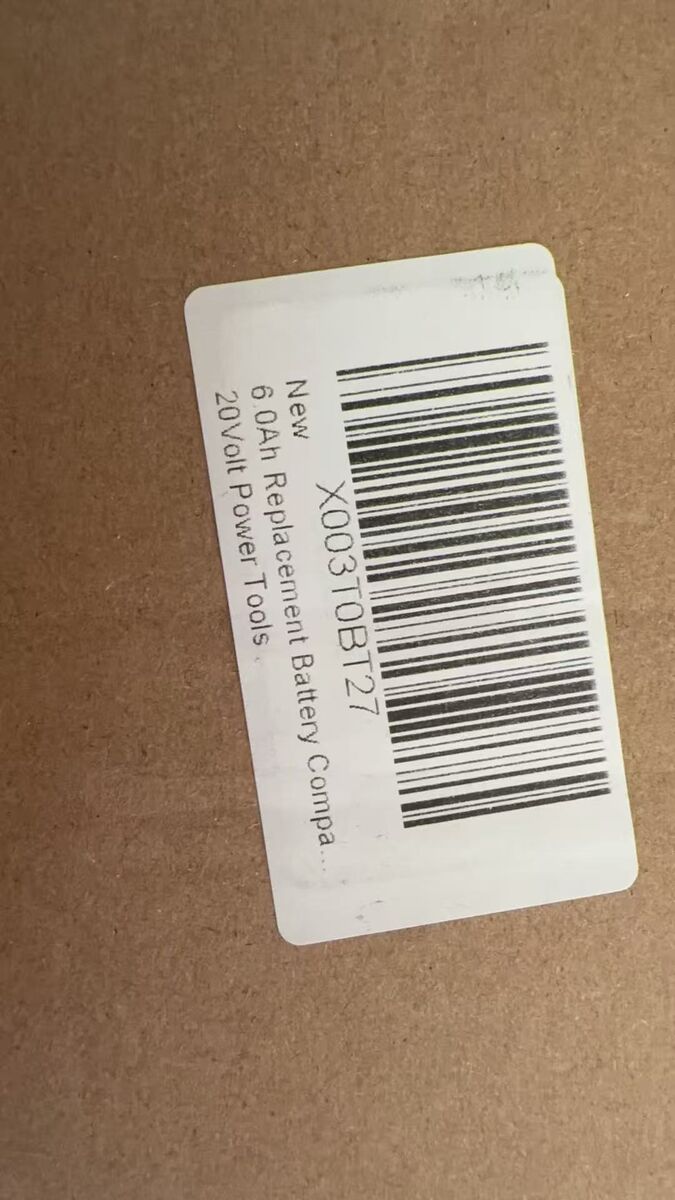 X003T0BT27
New
6.0Ah Replacement Battery Compa...
20Volt Power Tools